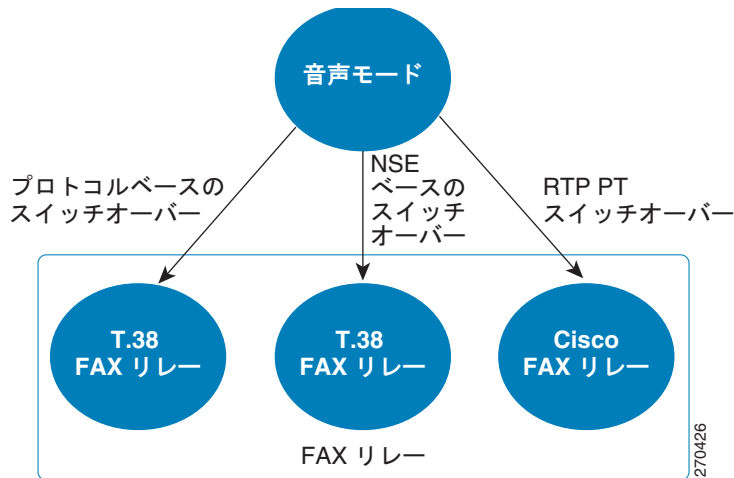 音声モード
プロトコルベースの
スイッチオーバー
NSE
ベースの
スイッチ
オーバー
RTP PT
スイッチオーバー
T.38
FAX リレー
T.38
FAX リレー
Cisco
FAX リレー
FAX リレー
270426